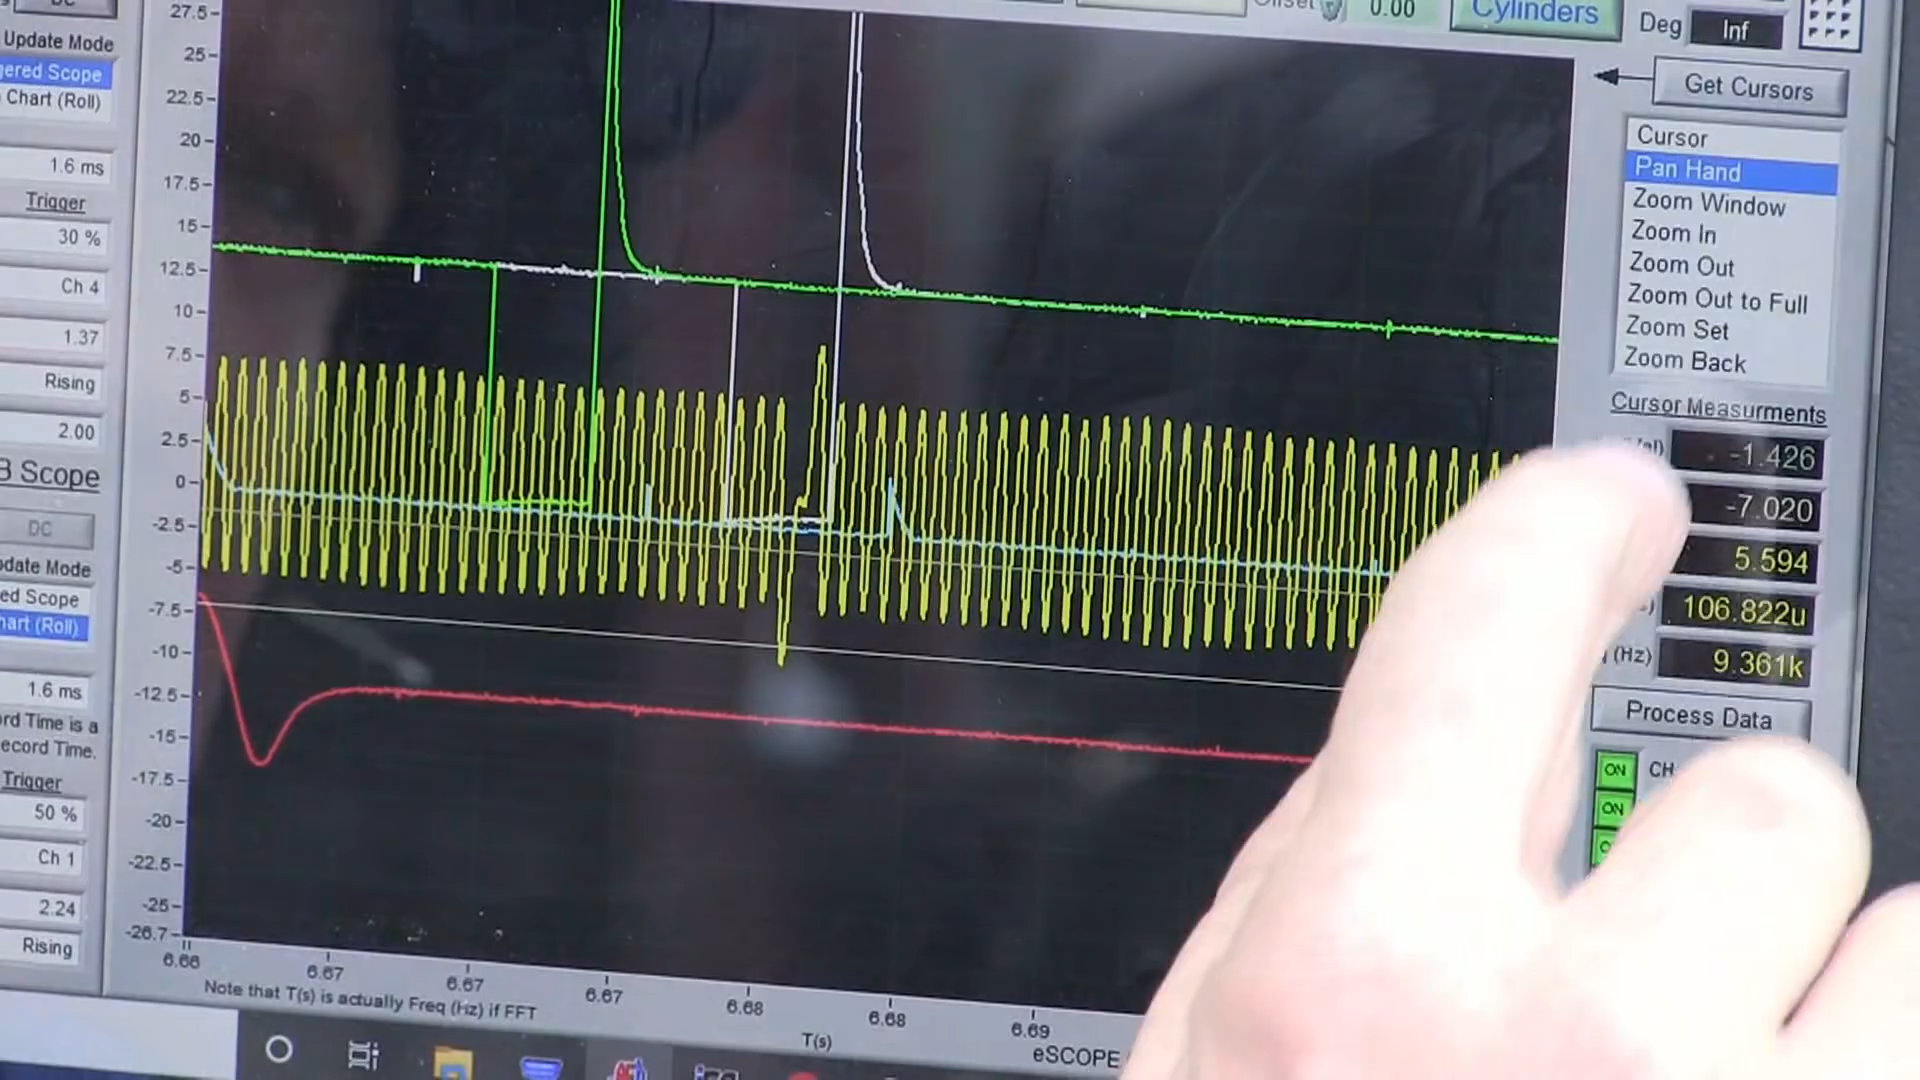 DC
Update Mode
gered Scope
Chart (Roll)
1.6 ms
Trigger
30 %
Ch 4
1.37
Rising
2.00
B Scope
DC
pdate Mode
ed Scope
hart (Roll)
1.6 ms
ord Time is a
ecord Time.
Trigger
50 %
Ch 1
2.24
Rising
27.5
25
22.5
20
17.5
15
12.5
10
7.5
5
2.5
0
-2.5
-5
-7.5
-10
-12.5
-15
-17.5
-20
-22.5
-25
-26.7
6.66
6.67
6.67
6.67
6.68
6.68
6.69
Note that T(s) is actually Freq (Hz) if FFT
T(s)
eSCOPE
Offset
0.00
Cylinders
Deg
Inf
Get Cursors
Cursor
Pan Hand
Zoom Window
Zoom In
Zoom Out
Zoom Out to Full
Zoom Set
Zoom Back
Cursor Measurments
-1.426
-7.020
5.594
106.822u
(Hz)
9.361k
Process Data
ON
CH
ON